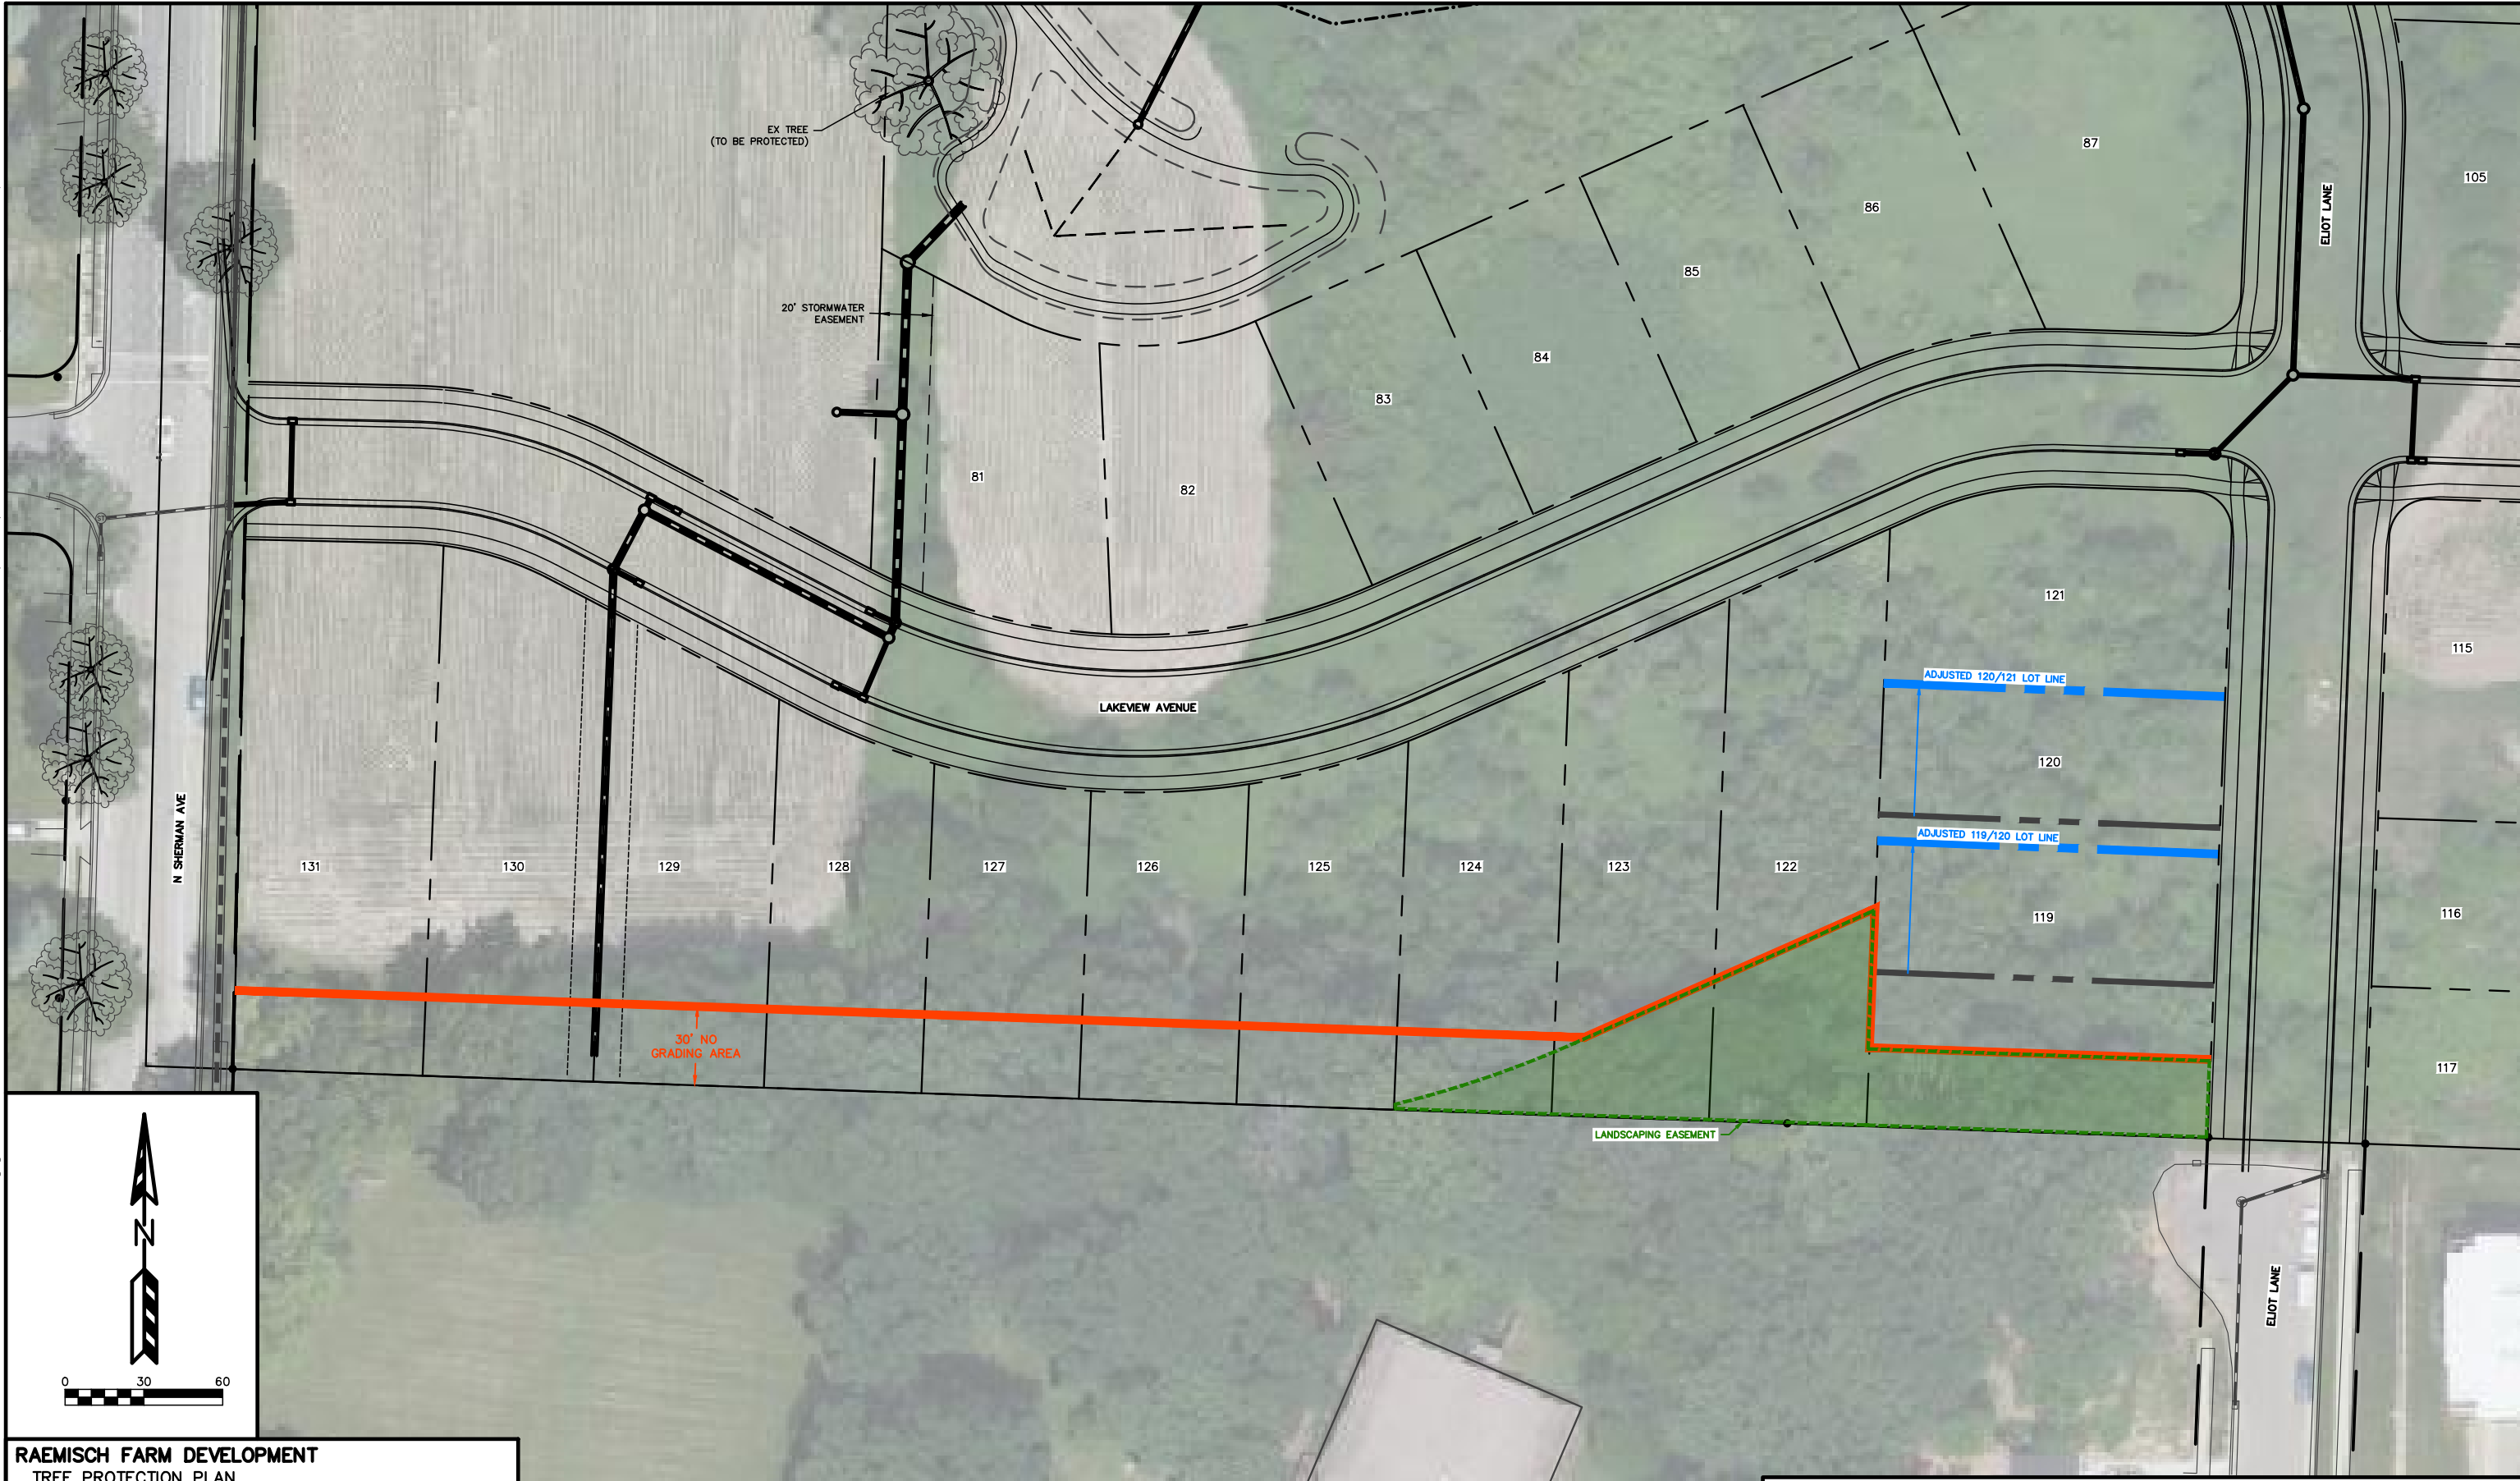 EX TREE
(TO BE PROTECTED)
87
105
86
ELIOT LANE
85
20' STORMWATER
EASEMENT
84
83
81
82
121
115
ADJUSTED 120/121 LOT LINE
LAKEVIEW AVENUE
120
N SHERMAN AVE
ADJUSTED 119/120 LOT LINE
131
130
129
128
127
126
125
124
123
122
119
116
30' NO
GRADING AREA
117
LANDSCAPING EASEMENT
N
ELIOT LANE
0 30 60
RAEMISCH FARM DEVELOPMENT
TREE PROTECTION PLAN